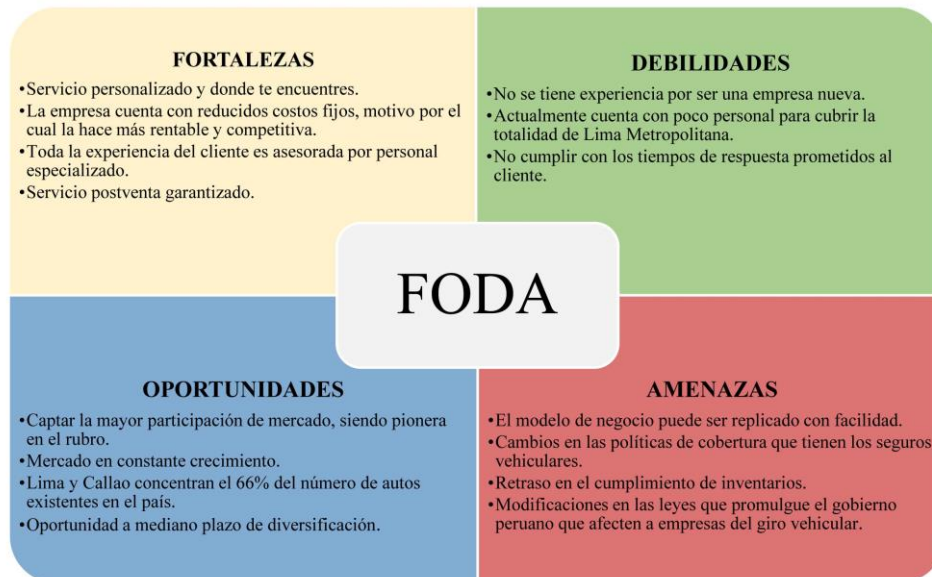 FORTALEZAS
•Servicio personalizado y donde te encuentres.
•La empresa cuenta con reducidos costos fijos, motivo por el
cual la hace más rentable y competitiva.
•Toda la experiencia del cliente es asesorada por personal
especializado.
•Servicio postventa garantizado.
DEBILIDADES
•No se tiene experiencia por ser una empresa nueva.
•Actualmente cuenta con poco personal para cubrir la
totalidad de Lima Metropolitana.
•No cumplir con los tiempos de respuesta prometidos al
cliente.
FODA
OPORTUNIDADES
•Captar la mayor participación de mercado, siendo pionera
en el rubro.
•Mercado en constante crecimiento.
•Lima y Callao concentran el 66% del número de autos
existentes en el país.
•Oportunidad a mediano plazo de diversificación.
AMENAZAS
•El modelo de negocio puede ser replicado con facilidad.
•Cambios en las políticas de cobertura que tienen los seguros
vehiculares.
•Retraso en el cumplimiento de inventarios.
•Modificaciones en las leyes que promulgue el gobierno
peruano que afecten a empresas del giro vehicular.